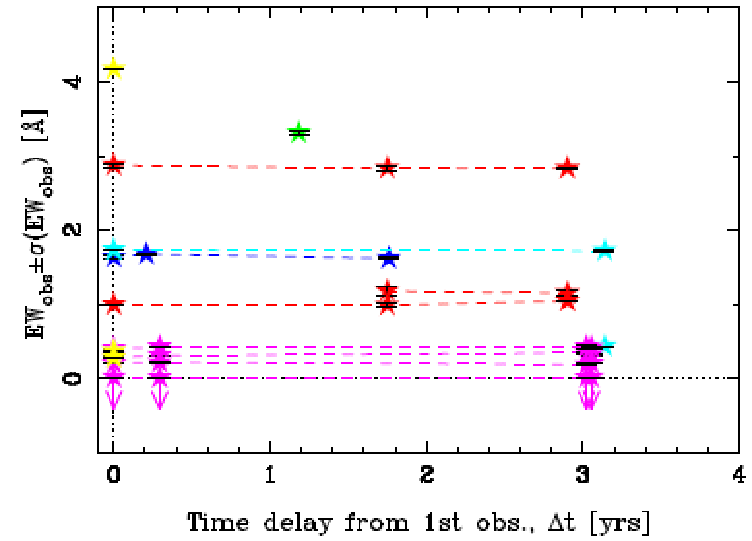 EW_obs±σ(EW_obs) [Å]
4
2
0
0 1 2 3 4
Time delay from 1st obs., Δt [yrs]